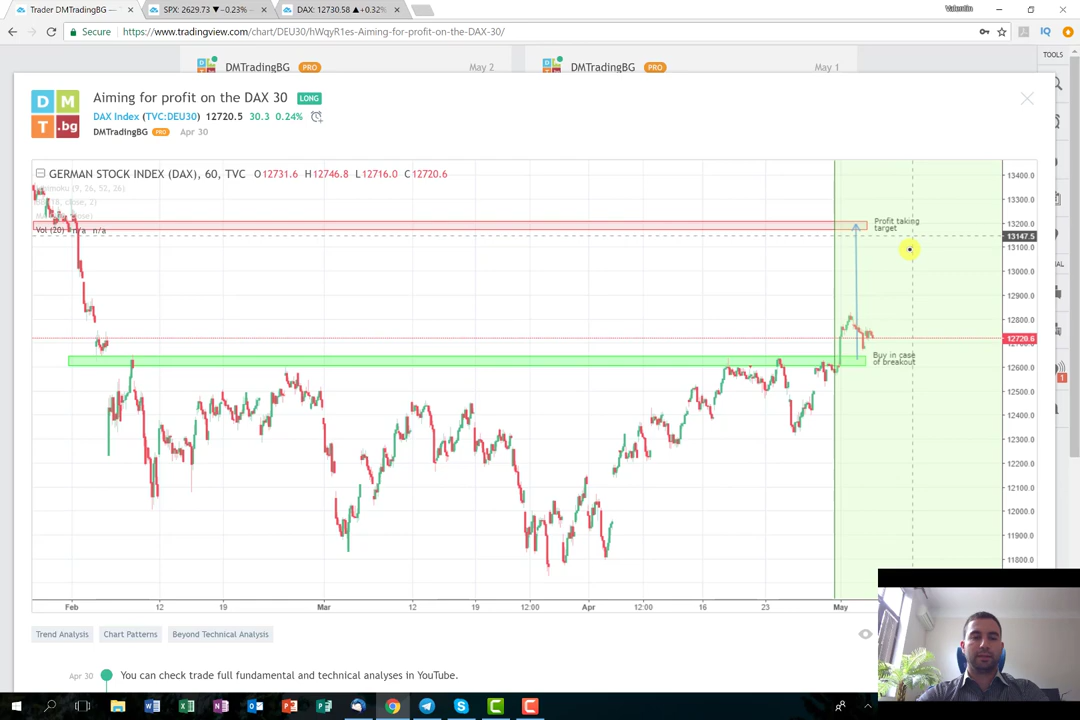 Trader DMTradingBG —
SPX: 2629.73 ▼−0.23%
DAX: 12730.58 ▲+0.32%
Valentin
Secure
https://www.tradingview.com/chart/DEU30/hWqyR1es-Aiming-for-profit-on-the-DAX-30/
DMTradingBG PRO May 2
DMTradingBG PRO May 1
TOOLS
D M T .bg
Aiming for profit on the DAX 30 LONG
DAX Index (TVC:DEU30) 12720.5 30.3 0.24%
DMTradingBG PRO Apr 30
GERMAN STOCK INDEX (DAX), 60, TVC O12731.6 H12746.8 L12716.0 C12720.6
Vol (20) n/a n/a
Profit taking
target
Buy in case
of breakout
13400.0
13300.0
13200.0
13147.5
13100.0
13000.0
12900.0
12800.0
12720.6
12600.0
12500.0
12400.0
12300.0
12200.0
12100.0
12000.0
11900.0
11800.0
Feb 12 19 Mar 12 19 12:00 Apr 12:00 16 23 May
Trend Analysis Chart Patterns Beyond Technical Analysis
Apr 30 You can check trade full fundamental and technical analyses in YouTube.